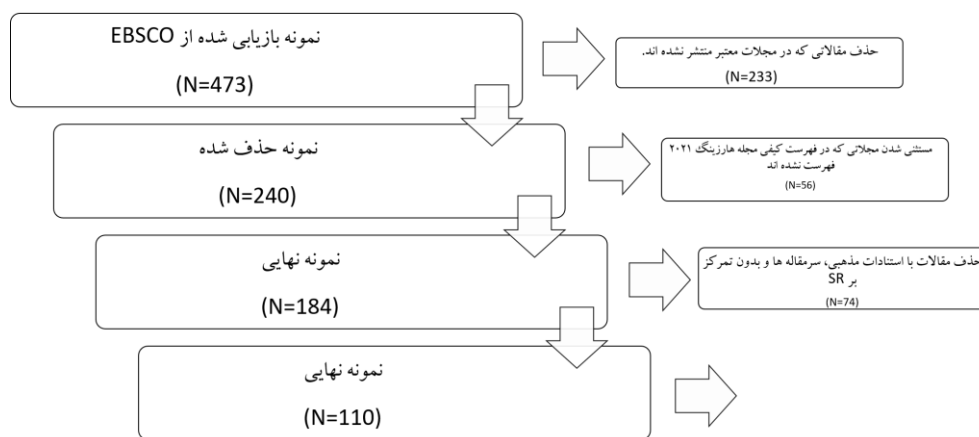 نمونه بازیابی شده از EBSCO
(N=473)
حذف مقالاتی که در مجلات معتبر منتشر نشده اند.
(N=233)
نمونه حذف شده
(N=240)
مستثنی شدن مجلاتی که در فهرست کیفی مجله هارزینگ ۲۰۲۱
فهرست نشده اند
(N=56)
نمونه نهایی
(N=184)
حذف مقالات با استنادات مذهبی، سرمقاله ها و بدون تمرکز
بر SR
(N=74)
نمونه نهایی
(N=110)